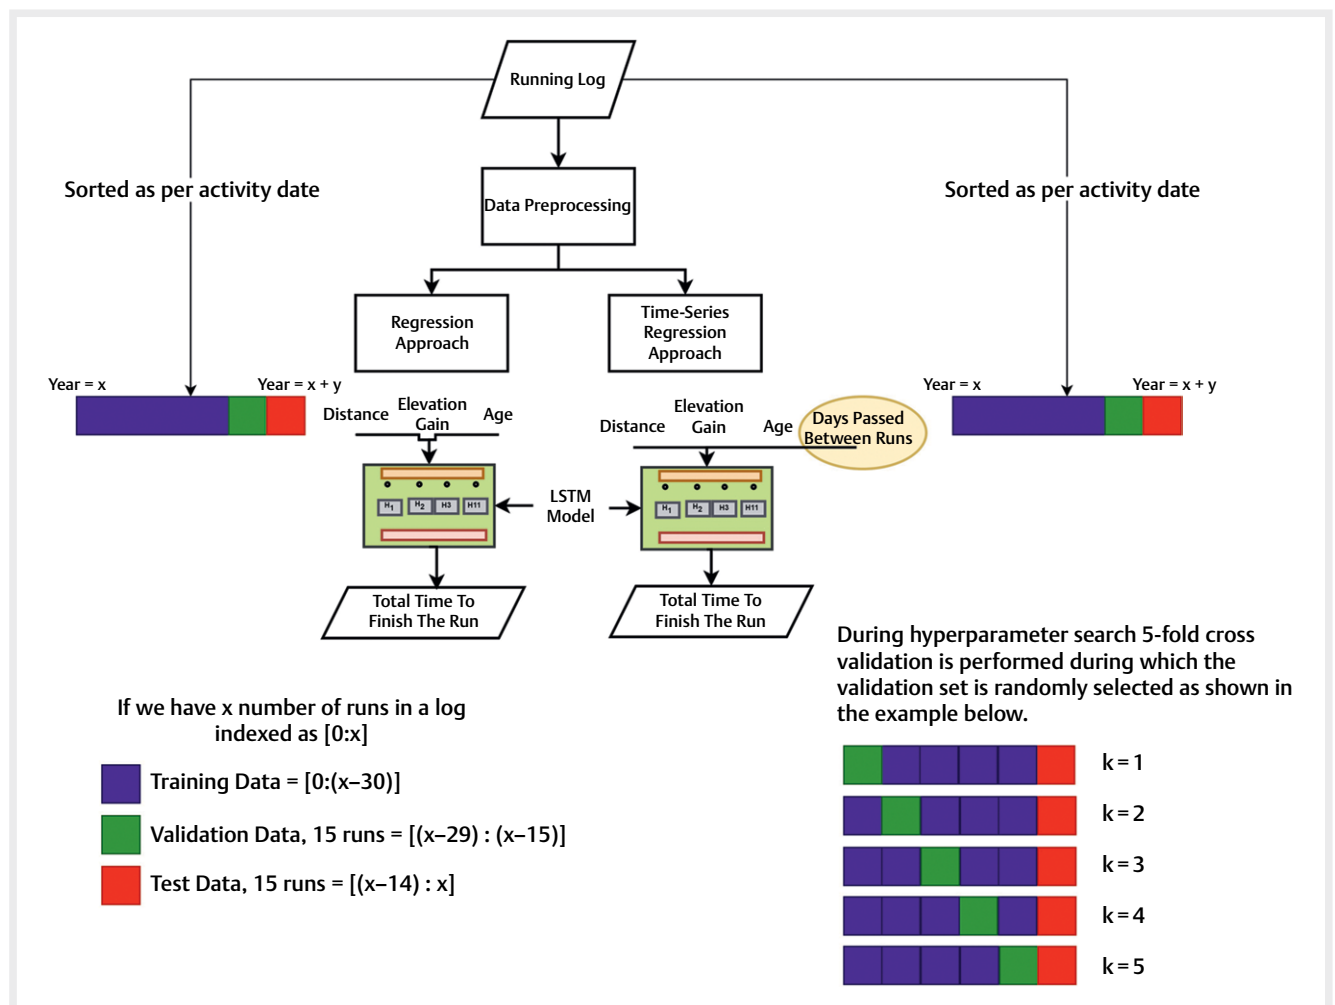 Running Log
Sorted as per activity date
Sorted as per activity date
Data Preprocessing
Regression
Approach
Time-Series
Regression
Approach
Year = x
Year = x + y
Year = x
Year = x + y
Distance
Elevation
Gain
Age
Distance
Elevation
Gain
Age
Days Passed
Between Runs
H1
H2
H3
H11
LSTM
Model
H1
H2
H3
H11
Total Time To
Finish The Run
Total Time To
Finish The Run
If we have x number of runs in a log
indexed as [0:x]
Training Data = [0:(x–30)]
Validation Data, 15 runs = [(x–29) : (x–15)]
Test Data, 15 runs = [(x–14) : x]
During hyperparameter search 5-fold cross
validation is performed during which the
validation set is randomly selected as shown in
the example below.
k = 1
k = 2
k = 3
k = 4
k = 5